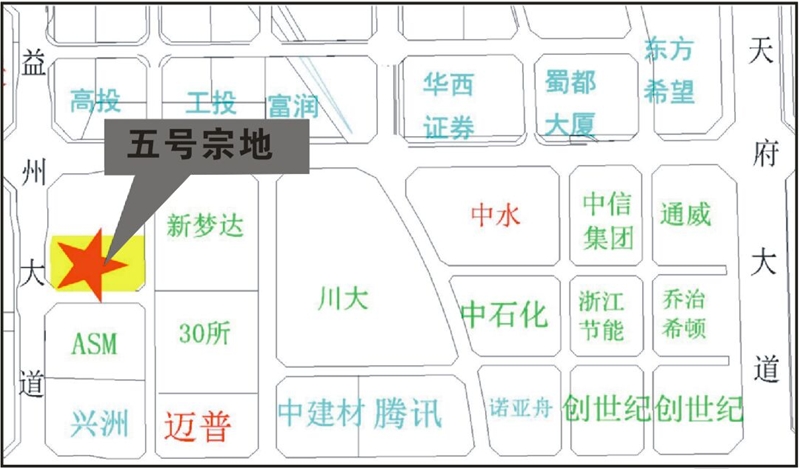 益州大道
天府大道
高投
工投
富润
华西
证券
蜀都
大厦
东方
希望
五号宗地
新梦达
30所
ASM
兴洲
迈普
川大
中建材
腾讯
中水
中信
集团
通威
中石化
浙江
节能
乔治
希顿
诺亚舟
创世纪
创世纪